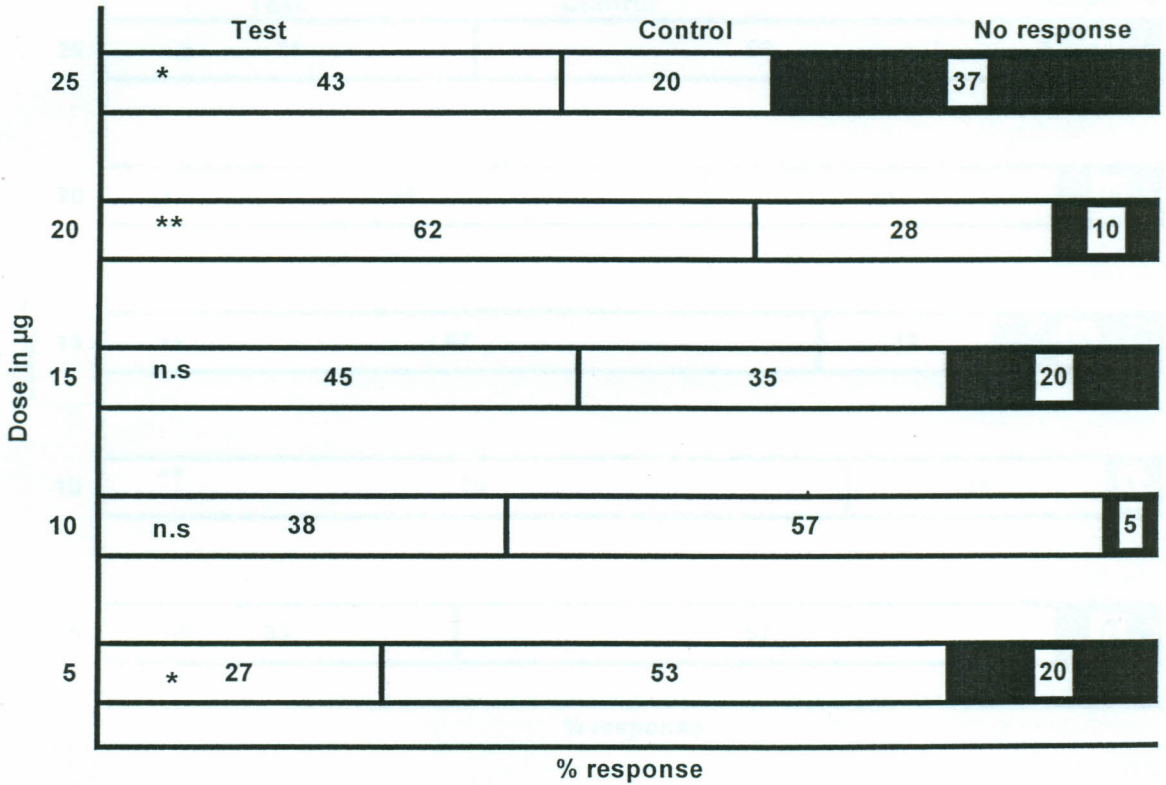 Test Control No response
25 * 43 20 37
20 ** 62 28 10
15 n.s 45 35 20
10 n.s 38 57 5
5 * 27 53 20
Dose in µg
% response